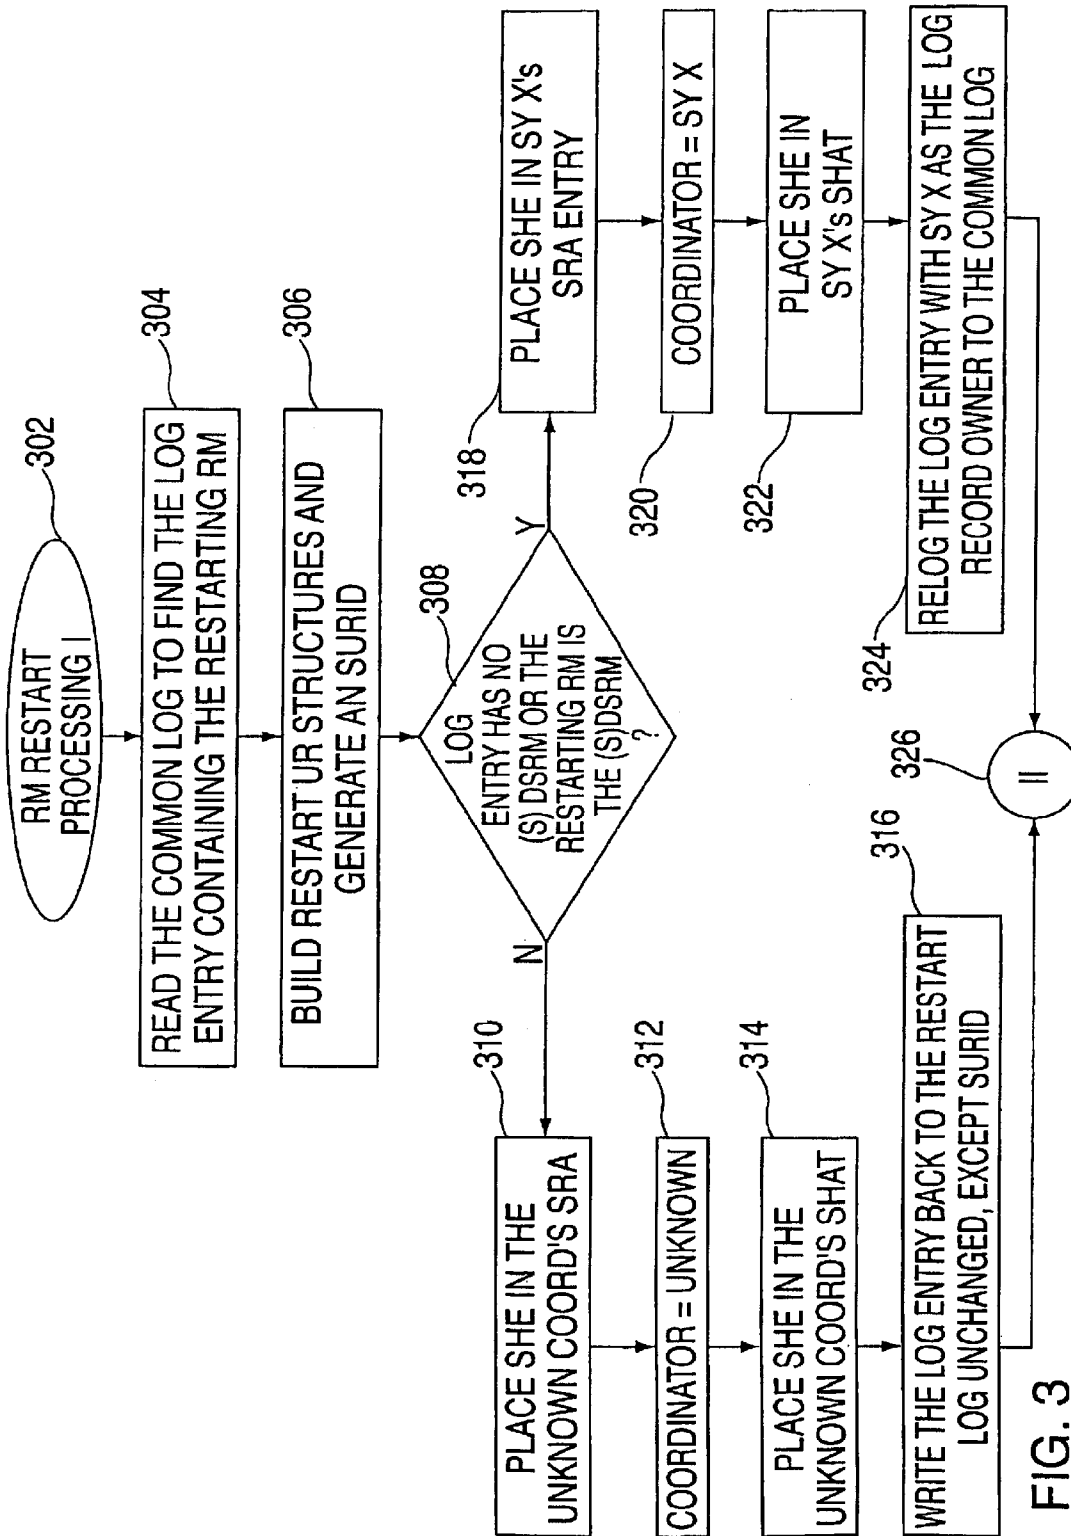 302
RM RESTART
PROCESSING I
304
READ THE COMMON LOG TO FIND THE LOG
ENTRY CONTAINING THE RESTARTING RM
306
BUILD RESTART UR STRUCTURES AND
GENERATE AN SURID
308
LOG
ENTRY HAS NO
(S) DSRM OR THE
RESTARTING RM IS
THE (S)DSRM
?
N
Y
310
PLACE SHE IN THE
UNKNOWN COORD'S SRA
312
COORDINATOR = UNKNOWN
314
PLACE SHE IN THE
UNKNOWN COORD'S SHAT
316
WRITE THE LOG ENTRY BACK TO THE RESTART
LOG UNCHANGED, EXCEPT SURID
318
PLACE SHE IN SY X's
SRA ENTRY
320
COORDINATOR = SY X
322
PLACE SHE IN
SY X's SHAT
324
RELOG THE LOG ENTRY WITH SY X AS THE LOG
RECORD OWNER TO THE COMMON LOG
326
II
FIG. 3